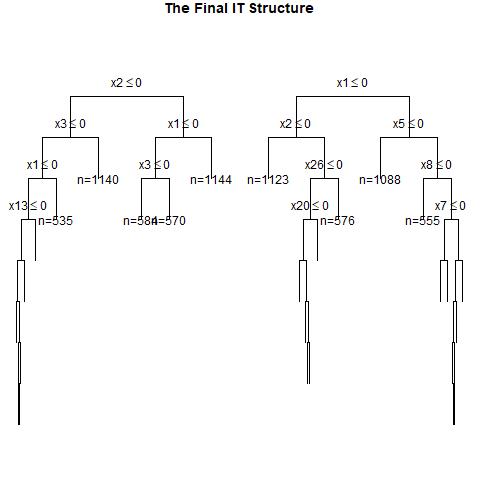 The Final IT Structure
x2 ≤ 0 x1 ≤ 0
x3 ≤ 0 x1 ≤ 0 x2 ≤ 0 x5 ≤ 0
x1 ≤ 0 x3 ≤ 0 x26 ≤ 0 x8 ≤ 0
n=1140 n=1144 n=1123 n=1088
x13 ≤ 0 x20 ≤ 0 x7 ≤ 0
n=535 n=584 n=570 n=576 n=555